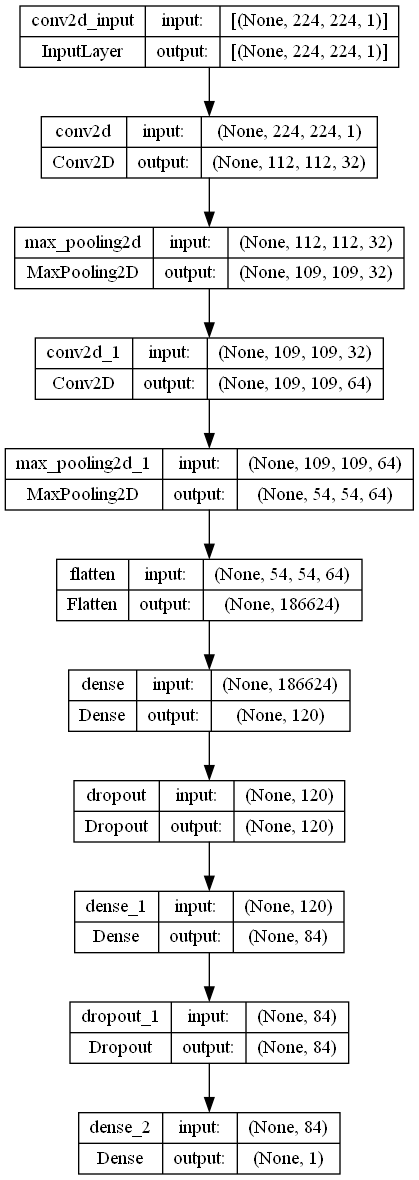 conv2d_input input: [(None, 224, 224, 1)]
InputLayer output: [(None, 224, 224, 1)]
conv2d input: (None, 224, 224, 1)
Conv2D output: (None, 112, 112, 32)
max_pooling2d input: (None, 112, 112, 32)
MaxPooling2D output: (None, 109, 109, 32)
conv2d_1 input: (None, 109, 109, 32)
Conv2D output: (None, 109, 109, 64)
max_pooling2d_1 input: (None, 109, 109, 64)
MaxPooling2D output: (None, 54, 54, 64)
flatten input: (None, 54, 54, 64)
Flatten output: (None, 186624)
dense input: (None, 186624)
Dense output: (None, 120)
dropout input: (None, 120)
Dropout output: (None, 120)
dense_1 input: (None, 120)
Dense output: (None, 84)
dropout_1 input: (None, 84)
Dropout output: (None, 84)
dense_2 input: (None, 84)
Dense output: (None, 1)